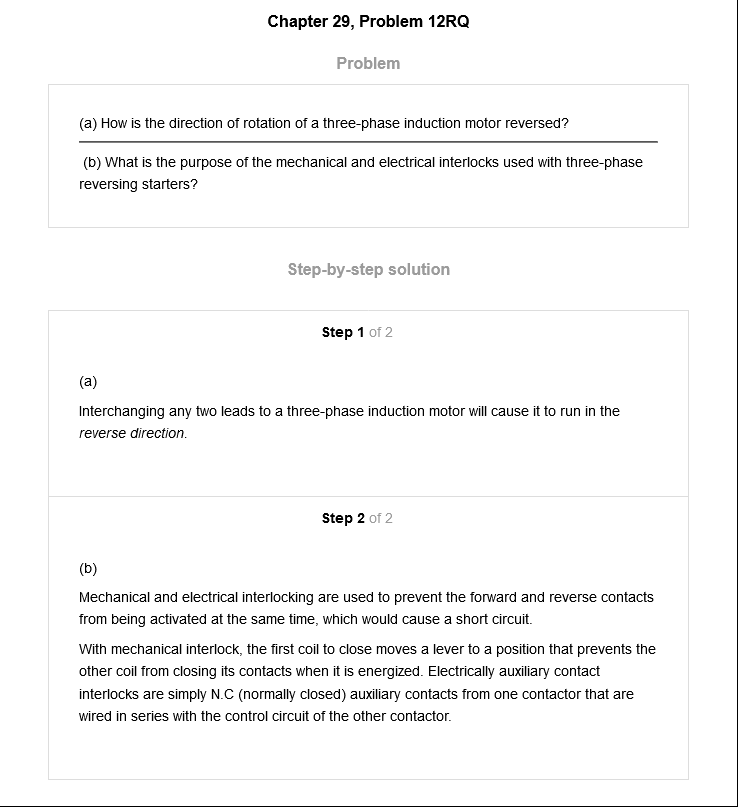 Chapter 29, Problem 12RQ
Problem
(a) How is the direction of rotation of a three-phase induction motor reversed?
(b) What is the purpose of the mechanical and electrical interlocks used with three-phase
reversing starters?
Step-by-step solution
Step 1 of 2
(a)
Interchanging any two leads to a three-phase induction motor will cause it to run in the
reverse direction.
Step 2 of 2
(b)
Mechanical and electrical interlocking are used to prevent the forward and reverse contacts
from being activated at the same time, which would cause a short circuit.
With mechanical interlock, the first coil to close moves a lever to a position that prevents the
other coil from closing its contacts when it is energized. Electrically auxiliary contact
interlocks are simply N.C (normally closed) auxiliary contacts from one contactor that are
wired in series with the control circuit of the other contactor.